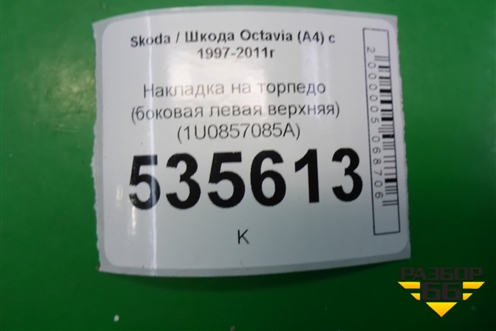 Skoda / Шкода Octavia (A4) с
1997-2011г
Накладка на торпедо
(боковая левая верхняя)
(1U0857085A)
535613
К
2000005068706
РАЗБОР
66